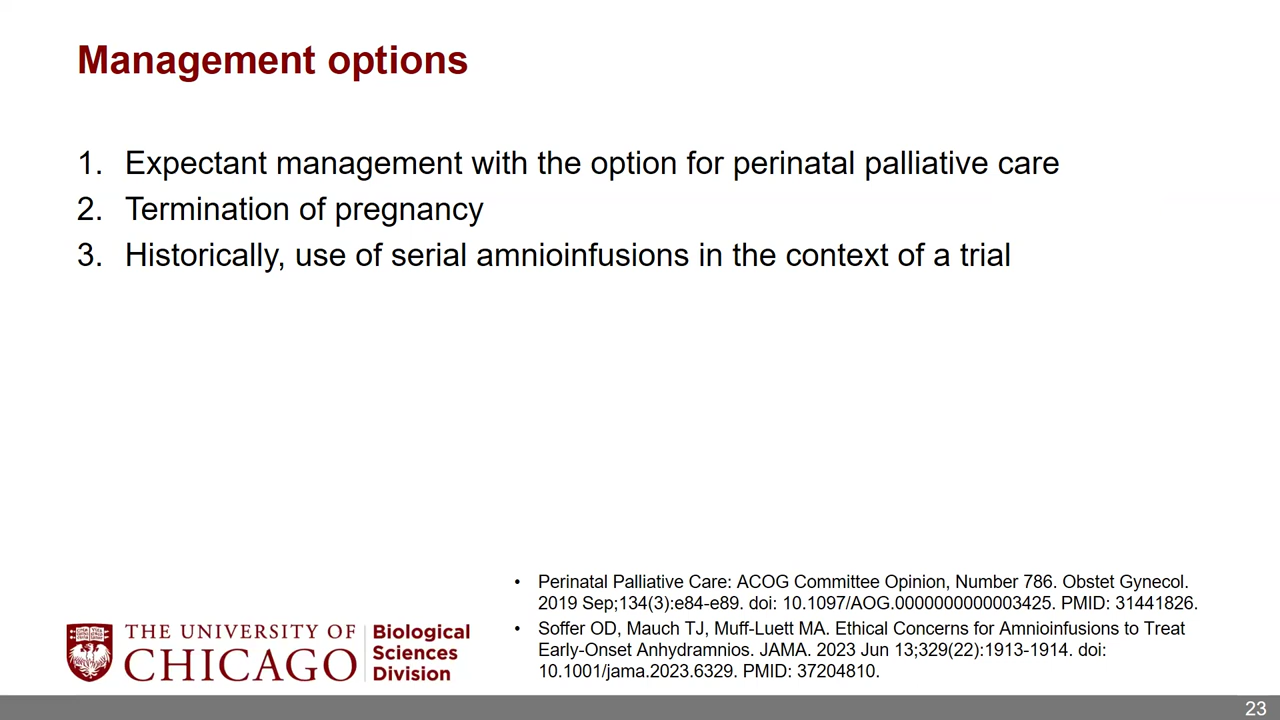 Management options
1. Expectant management with the option for perinatal palliative care
2. Termination of pregnancy
3. Historically, use of serial amnioinfusions in the context of a trial
• Perinatal Palliative Care: ACOG Committee Opinion, Number 786. Obstet Gynecol.
2019 Sep;134(3):e84-e89. doi: 10.1097/AOG.0000000000003425. PMID: 31441826.
• Soffer OD, Mauch TJ, Muff-Luett MA. Ethical Concerns for Amnioinfusions to Treat
Early-Onset Anhydramnios. JAMA. 2023 Jun 13;329(22):1913-1914. doi:
10.1001/jama.2023.6329. PMID: 37204810.
THE UNIVERSITY OF
CHICAGO
Biological
Sciences
Division
23